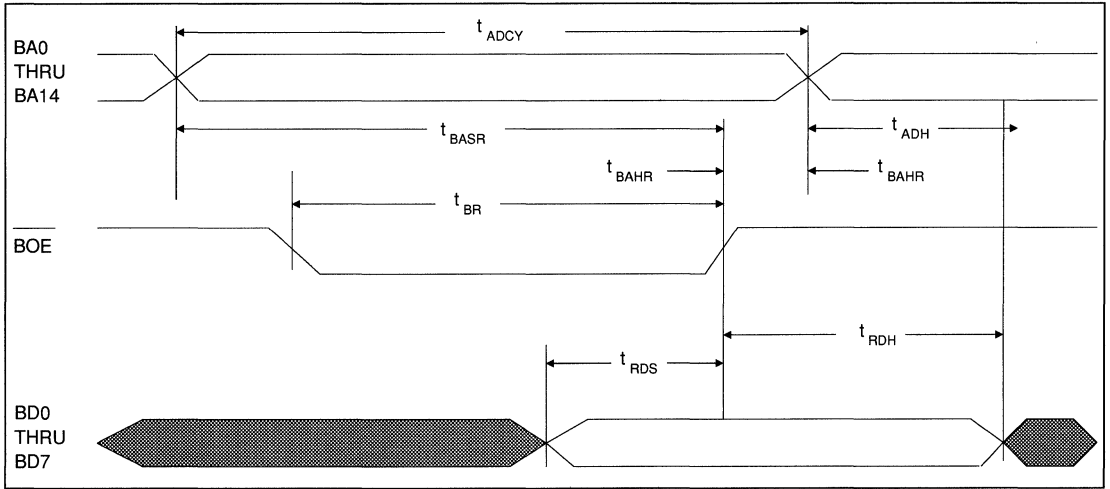 t ADCY
BA0
THRU
BA14
t BASR
t ADH
t BAHR
t BAHR
t BR
BOE
t RDH
t RDS
BD0
THRU
BD7